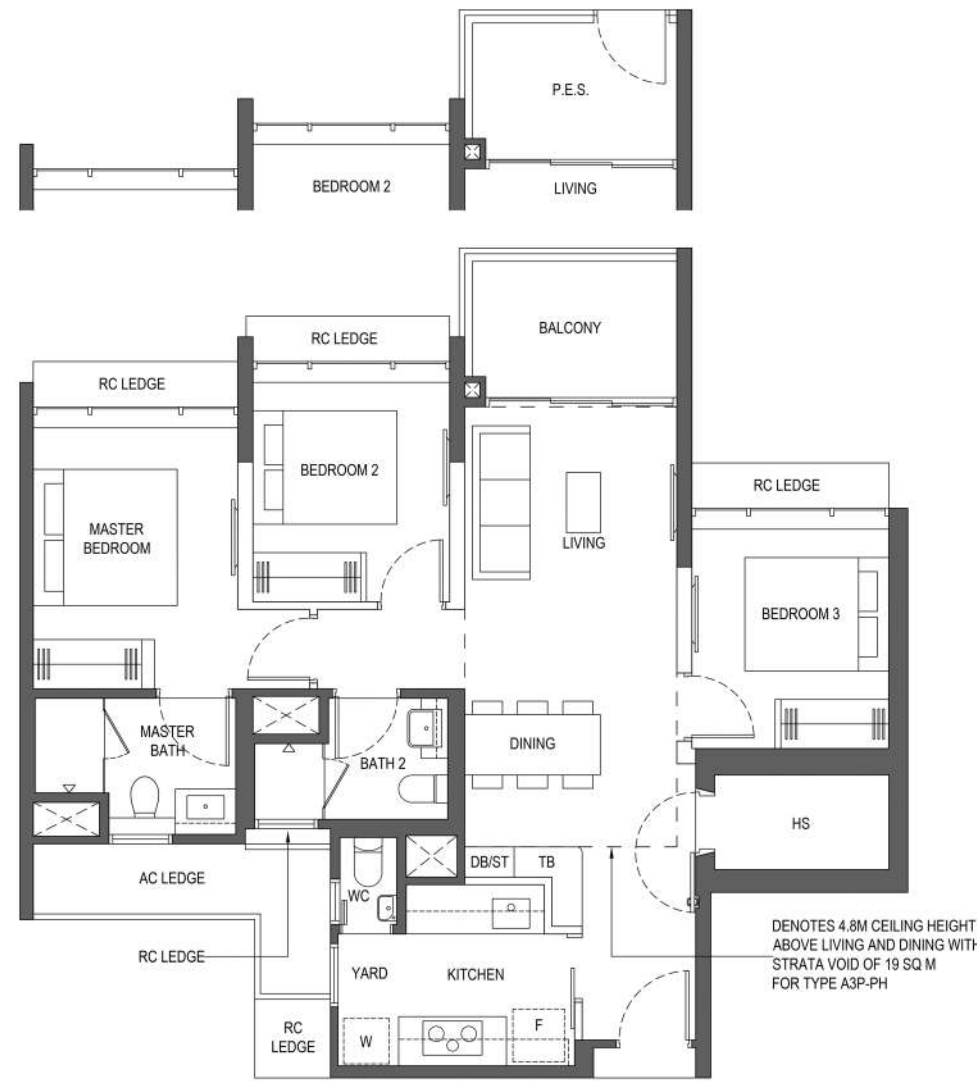 P.E.S.
BEDROOM 2
LIVING
BALCONY
RC LEDGE
RC LEDGE
BEDROOM 2
RC LEDGE
MASTER
BEDROOM
LIVING
BEDROOM 3
MASTER
BATH
DINING
BATH 2
HS
AC LEDGE
DB/ST
TB
WC
RC LEDGE
YARD
KITCHEN
DENOTES 4.8M CEILING HEIGHT
ABOVE LIVING AND DINING WITH
STRATA VOID OF 19 SQ M
FOR TYPE A3P-PH
RC
LEDGE
W
F